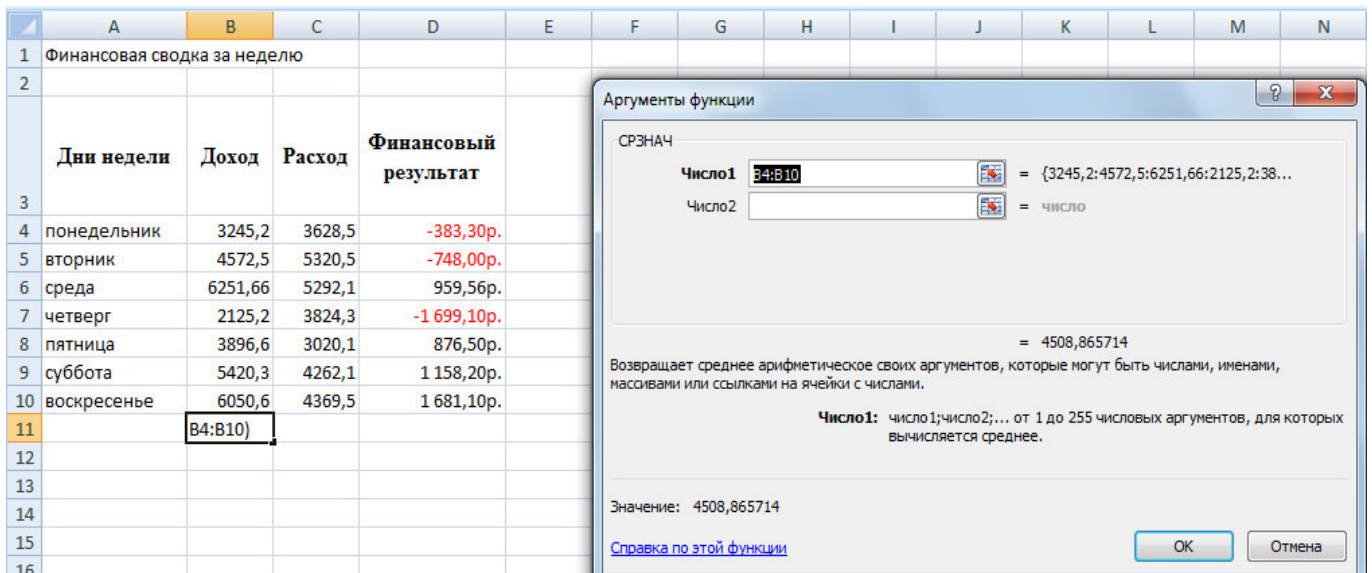 A B C D E F G H I J K L M N
1 Финансовая сводка за неделю
2
3 Дни недели Доход Расход Финансовый результат
4 понедельник 3245,2 3628,5 -383,30р.
5 вторник 4572,5 5320,5 -748,00р.
6 среда 6251,66 5292,1 959,56р.
7 четверг 2125,2 3824,3 -1 699,10р.
8 пятница 3896,6 3020,1 876,50р.
9 суббота 5420,3 4262,1 1 158,20р.
10 воскресенье 6050,6 4369,5 1 681,10р.
11 B4:B10)
12
13
14
15
16
Аргументы функции ? X
СРЗНАЧ
Число1 B4:B10 = {3245,2:4572,5:6251,66:2125,2:38...
Число2 = число
= 4508,865714
Возвращает среднее арифметическое своих аргументов, которые могут быть числами, именами,
массивами или ссылками на ячейки с числами.
Число1: число1;число2;... от 1 до 255 числовых аргументов, для которых
вычисляется среднее.
Значение: 4508,865714
Справка по этой функции
ОК Отмена